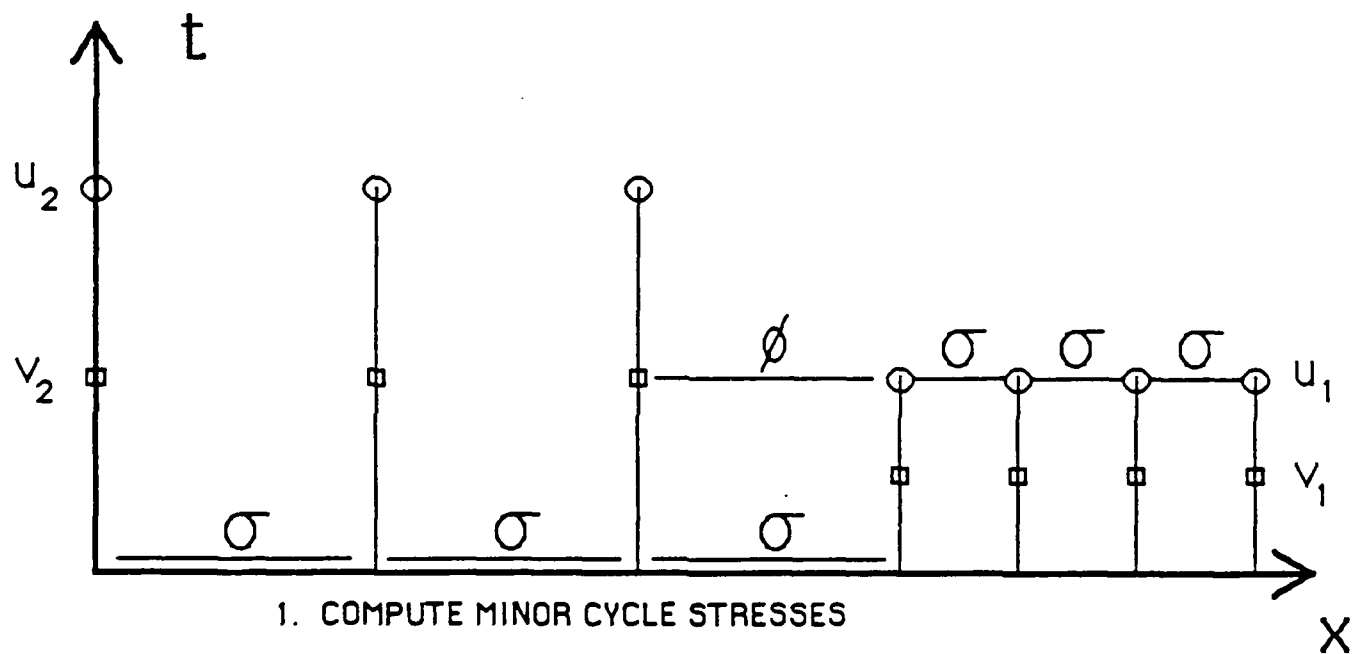 t
u₂
v₂
ϕ σ σ σ
u₁
v₁
σ σ σ
1. COMPUTE MINOR CYCLE STRESSES
x